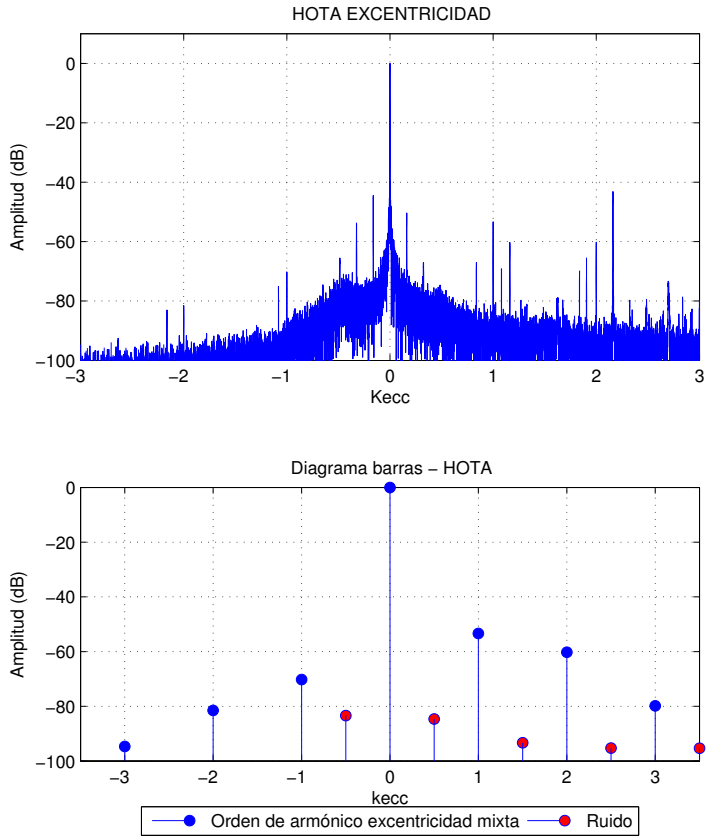 HOTA EXCENTRICIDAD
0
−20
−40
−60
−80
−100
Amplitud (dB)
−3 −2 −1 0 1 2 3
Kecc
Diagrama barras − HOTA
0
−20
−40
−60
−80
−100
Amplitud (dB)
−3 −2 −1 0 1 2 3
kecc
Orden de armónico excentricidad mixta Ruido